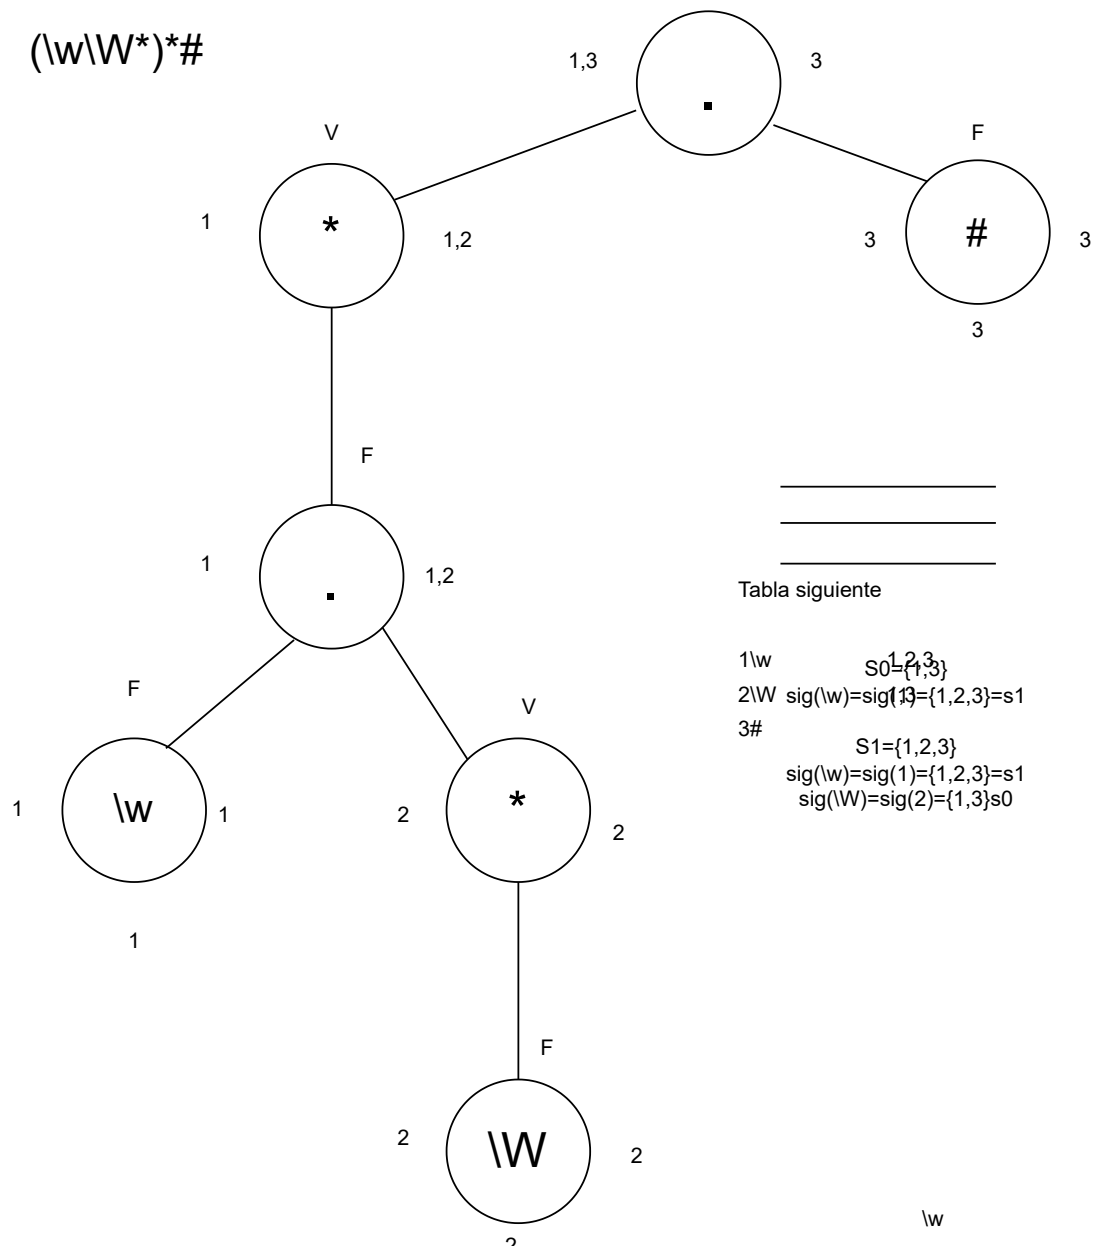 (\w\W*)*#
1,3
.
3
V
F
1
*
1,2
3
#
3
3
F
1
.
1,2
Tabla siguiente
1\w 1,2,3
S0={1,3}
2\W 1,3
sig(\w)=sig(1)={1,2,3}=s1
3#
S1={1,2,3}
sig(\w)=sig(1)={1,2,3}=s1
sig(\W)=sig(2)={1,3}s0
F
V
1
\w
1
2
*
2
1
F
2
\W
2
\w
2